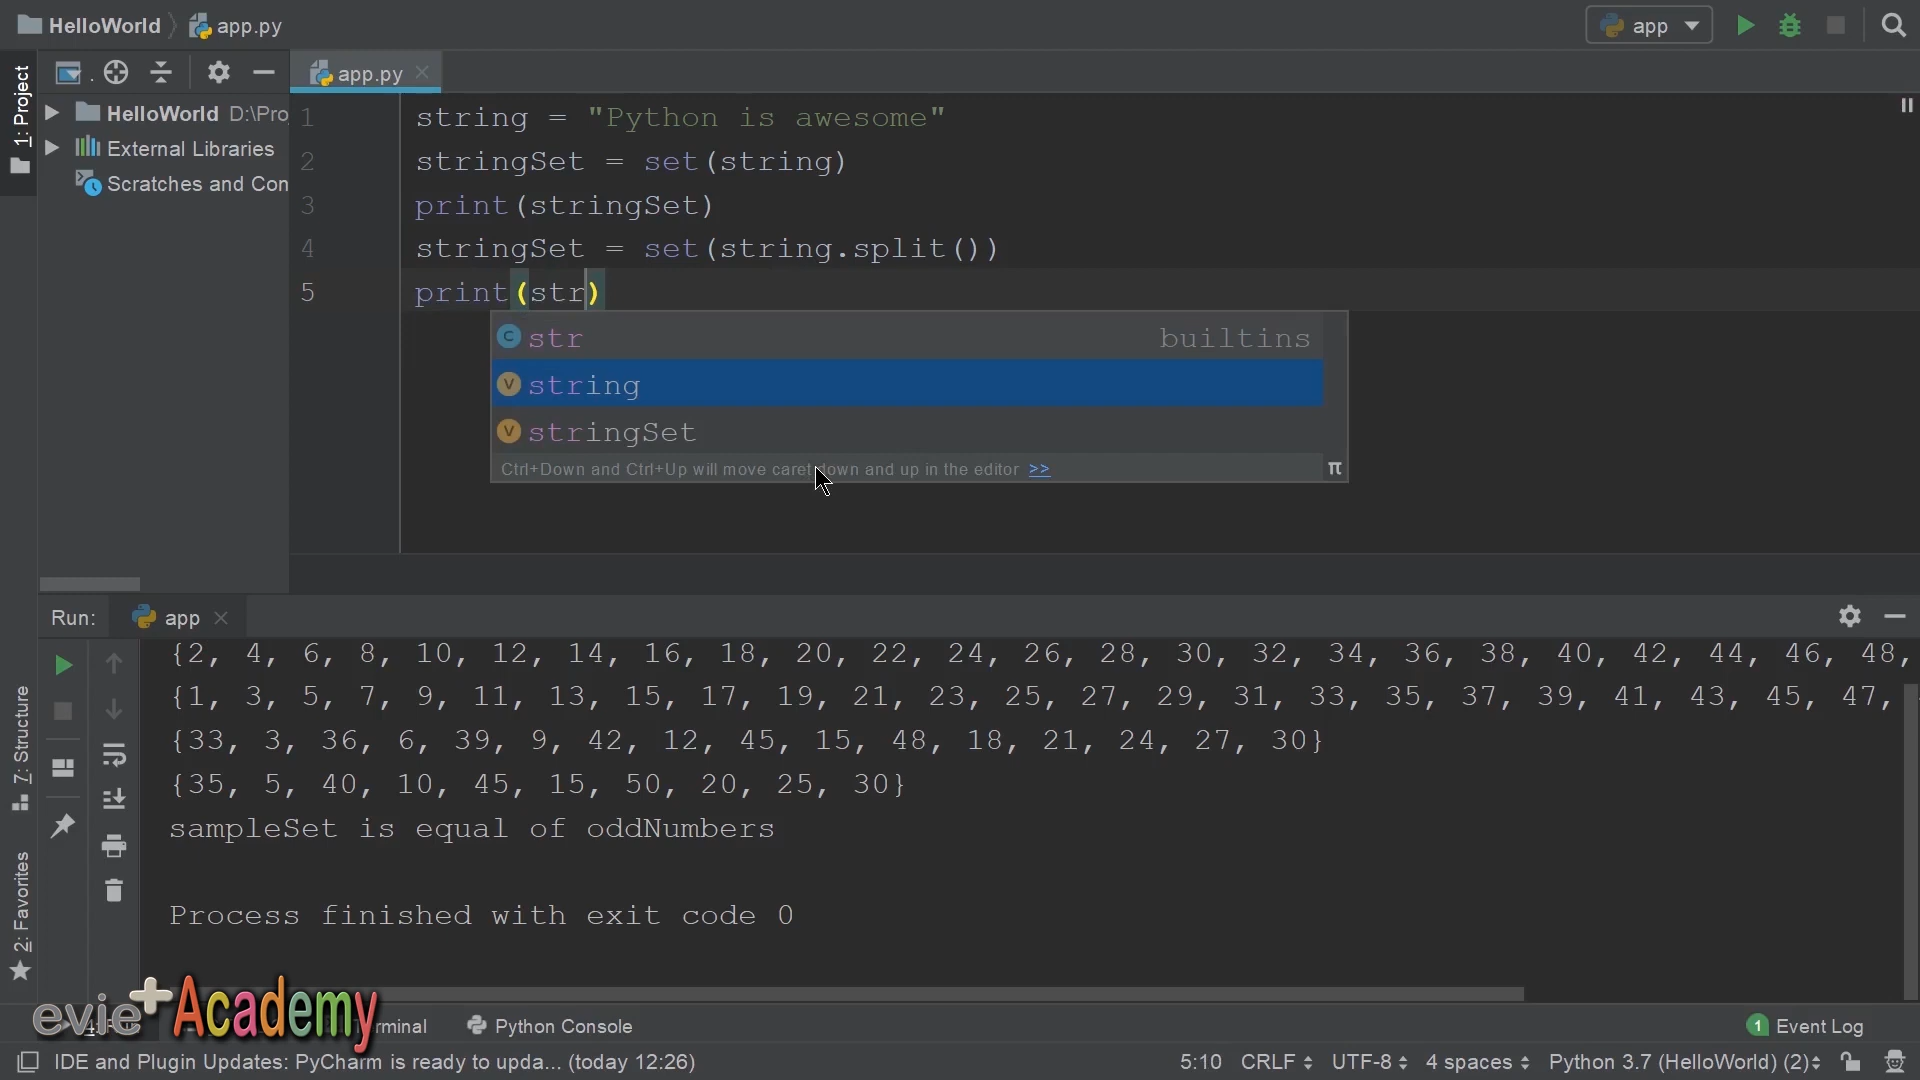 HelloWorld
app.py
app
1: Project
app.py
HelloWorld D:\Pro
External Libraries
Scratches and Con
1 string = "Python is awesome"
2 stringSet = set(string)
3 print(stringSet)
4 stringSet = set(string.split())
5 print(str)
str builtins
string
stringSet
Ctrl+Down and Ctrl+Up will move caret down and up in the editor >>
π
Run:
app
{2, 4, 6, 8, 10, 12, 14, 16, 18, 20, 22, 24, 26, 28, 30, 32, 34, 36, 38, 40, 42, 44, 46, 48,
{1, 3, 5, 7, 9, 11, 13, 15, 17, 19, 21, 23, 25, 27, 29, 31, 33, 35, 37, 39, 41, 43, 45, 47,
{33, 3, 36, 6, 39, 9, 42, 12, 45, 15, 48, 18, 21, 24, 27, 30}
{35, 5, 40, 10, 45, 15, 50, 20, 25, 30}
sampleSet is equal of oddNumbers
Process finished with exit code 0
7: Structure
2: Favorites
evie+Academy
rminal
Python Console
1 Event Log
IDE and Plugin Updates: PyCharm is ready to upda... (today 12:26)
5:10 CRLF UTF-8 4 spaces Python 3.7 (HelloWorld) (2)